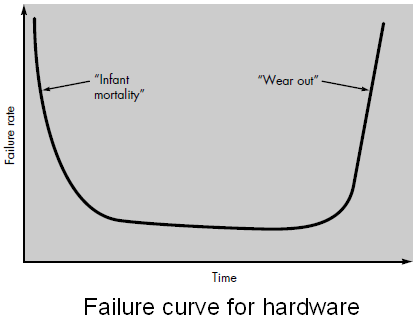 “Infant
mortality”
“Wear out”
Failure rate
Time
Failure curve for hardware